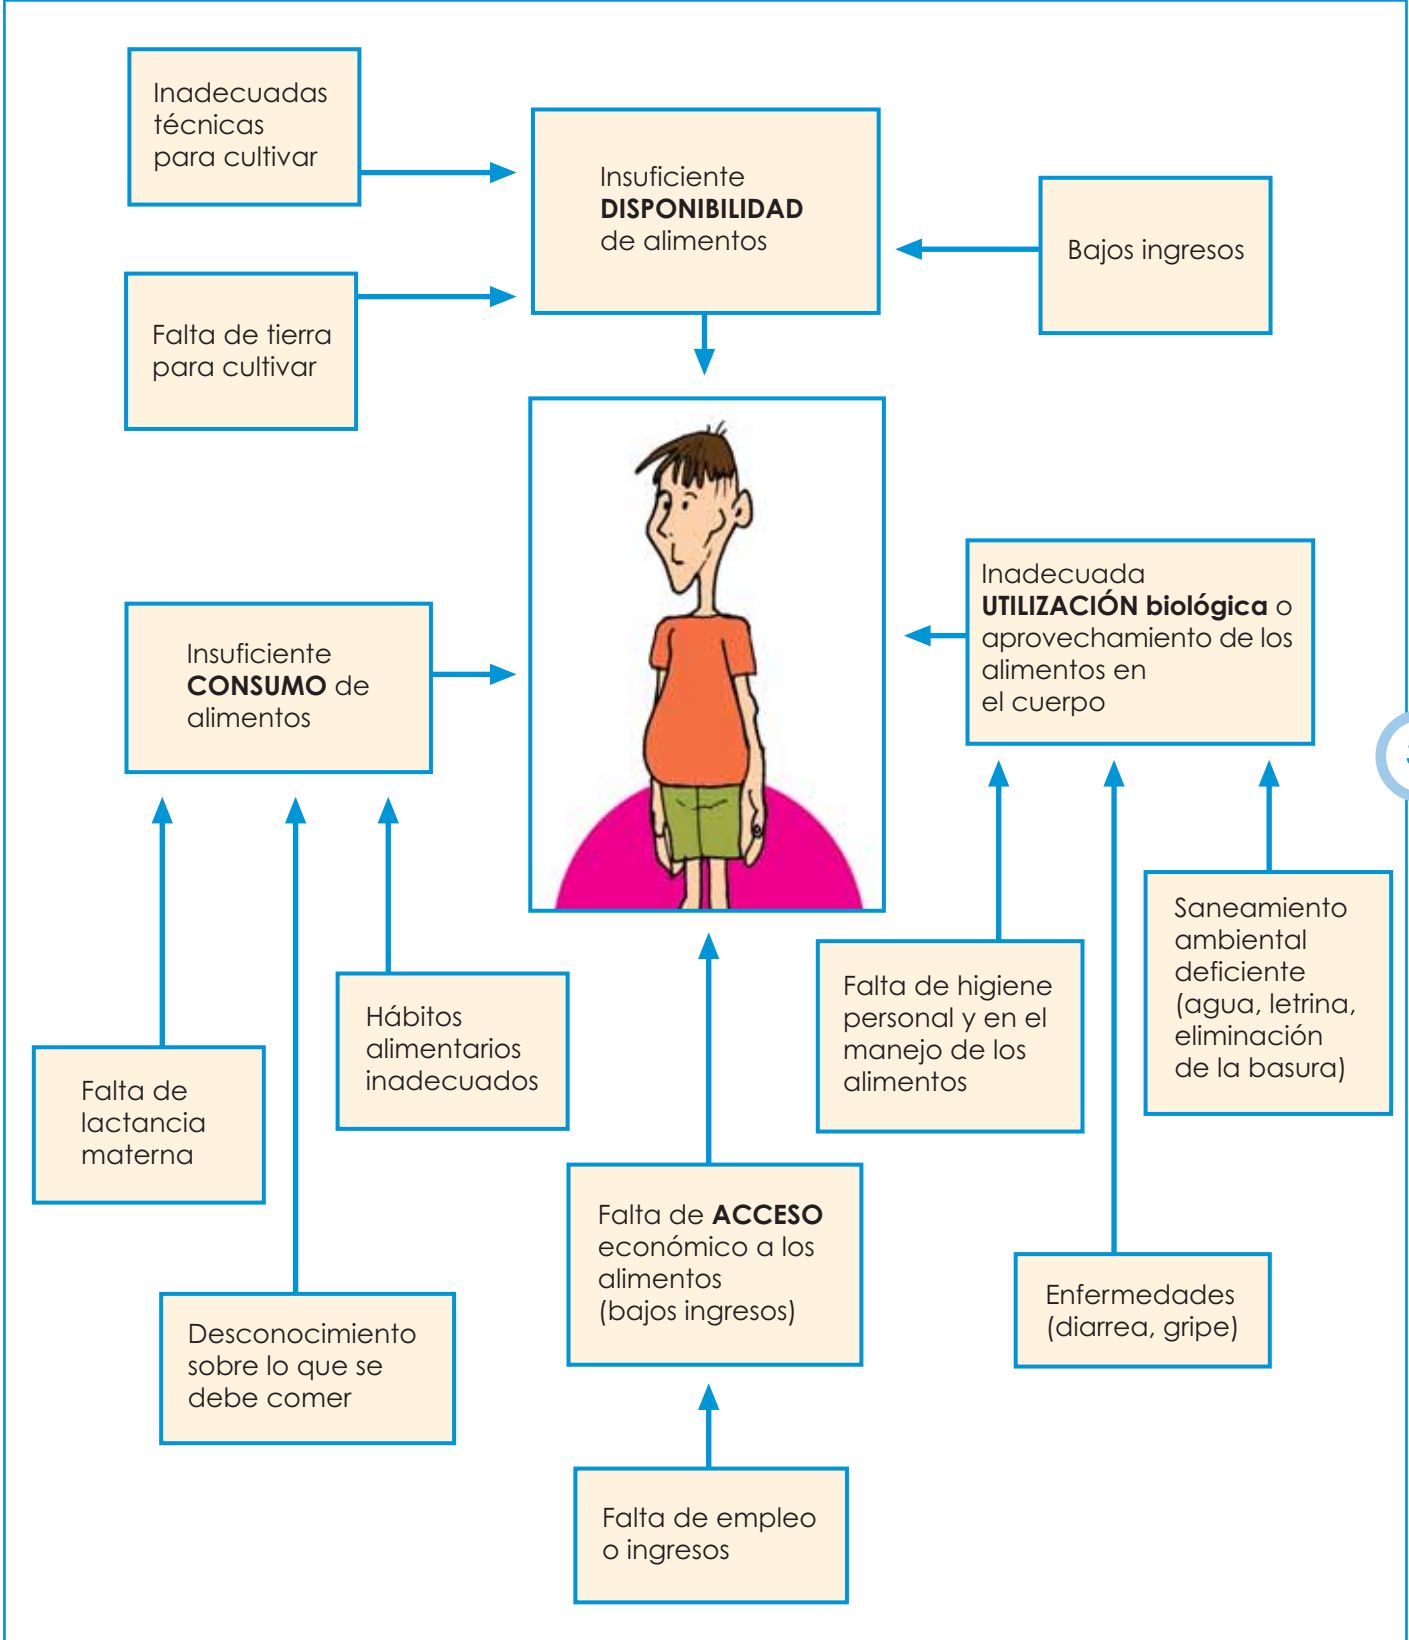 Inadecuadas
técnicas
para cultivar
Insuficiente
DISPONIBILIDAD
de alimentos
Bajos ingresos
Falta de tierra
para cultivar
Inadecuada
UTILIZACIÓN biológica o
aprovechamiento de los
alimentos en
el cuerpo
Insuficiente
CONSUMO de
alimentos
Saneamiento
ambiental
deficiente
(agua, letrina,
eliminación
de la basura)
Falta de higiene
personal y en el
manejo de los
alimentos
Hábitos
alimentarios
inadecuados
Falta de
lactancia
materna
Falta de ACCESO
económico a los
alimentos
(bajos ingresos)
Enfermedades
(diarrea, gripe)
Desconocimiento
sobre lo que se
debe comer
Falta de empleo
o ingresos